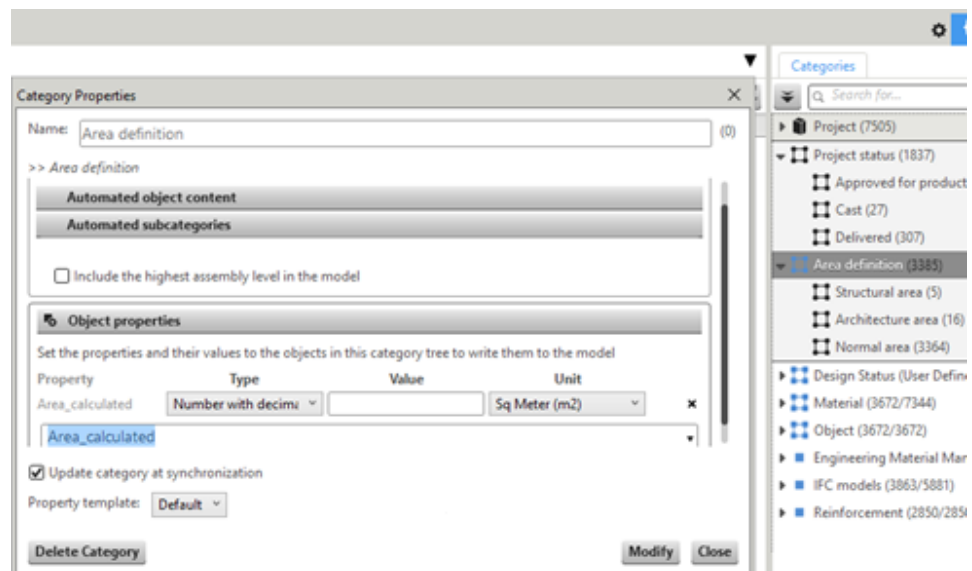 Categories
Category Properties
Search for...
Name: Area definition (0)
>> Area definition
Automated object content
Automated subcategories
Include the highest assembly level in the model
Object properties
Set the properties and their values to the objects in this category tree to write them to the model
Property Type Value Unit
Area_calculated Number with decima Sq Meter (m2)
Area_calculated
Update category at synchronization
Property template: Default
Delete Category Modify Close
Project (7505)
Project status (1837)
Approved for product
Cast (27)
Delivered (307)
Area definition (3385)
Structural area (5)
Architecture area (16)
Normal area (3364)
Design Status (User Define
Material (3672/7344)
Object (3672/3672)
Engineering Material Mar
IFC models (3863/5881)
Reinforcement (2850/2850